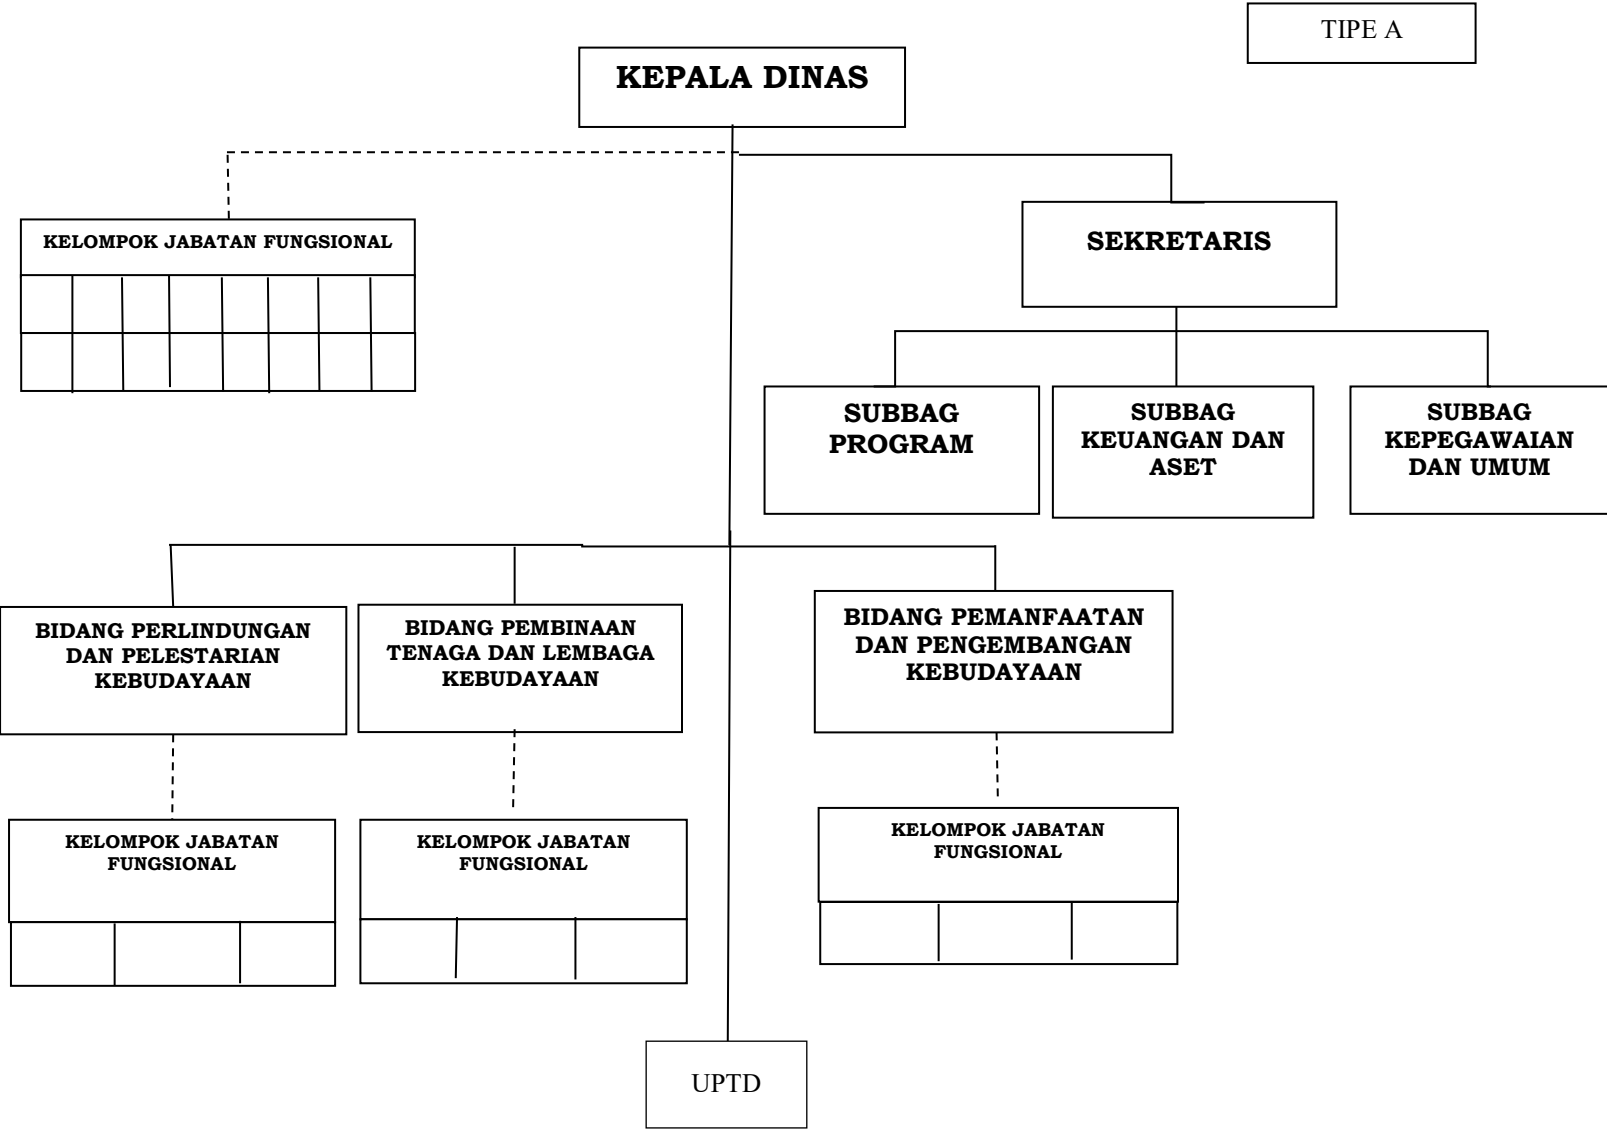 TIPE A
KEPALA DINAS
KELOMPOK JABATAN FUNGSIONAL
SEKRETARIS
SUBBAG
PROGRAM
SUBBAG
KEUANGAN DAN
ASET
SUBBAG
KEPEGAWAIAN
DAN UMUM
BIDANG PERLINDUNGAN
DAN PELESTARIAN
KEBUDAYAAN
BIDANG PEMBINAAN
TENAGA DAN LEMBAGA
KEBUDAYAAN
BIDANG PEMANFAATAN
DAN PENGEMBANGAN
KEBUDAYAAN
KELOMPOK JABATAN
FUNGSIONAL
KELOMPOK JABATAN
FUNGSIONAL
KELOMPOK JABATAN
FUNGSIONAL
UPTD